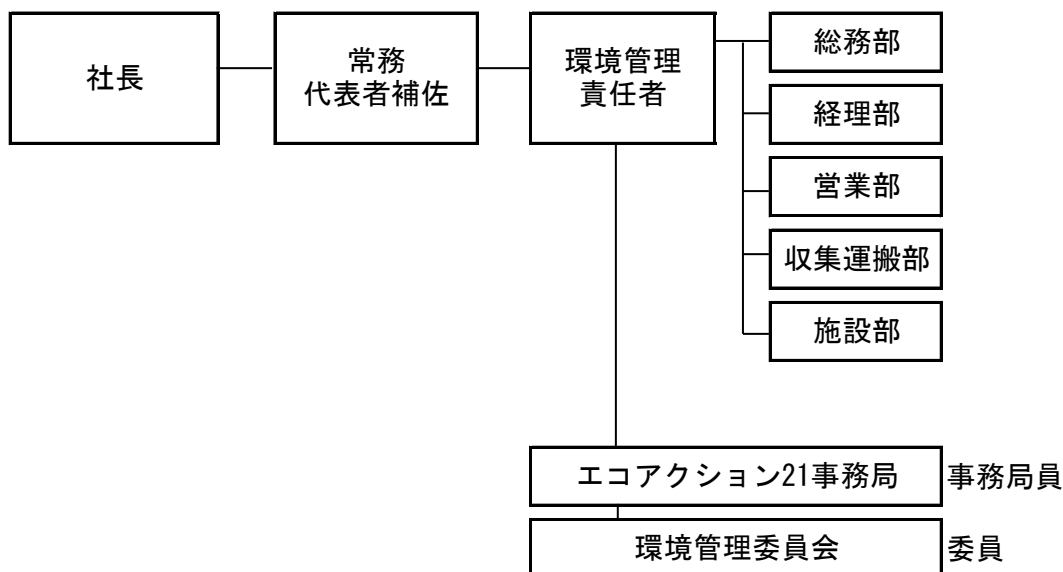 社長
常務
代表者補佐
環境管理
責任者
総務部
経理部
営業部
収集運搬部
施設部
エコアクション21事務局
事務局員
環境管理委員会
委員